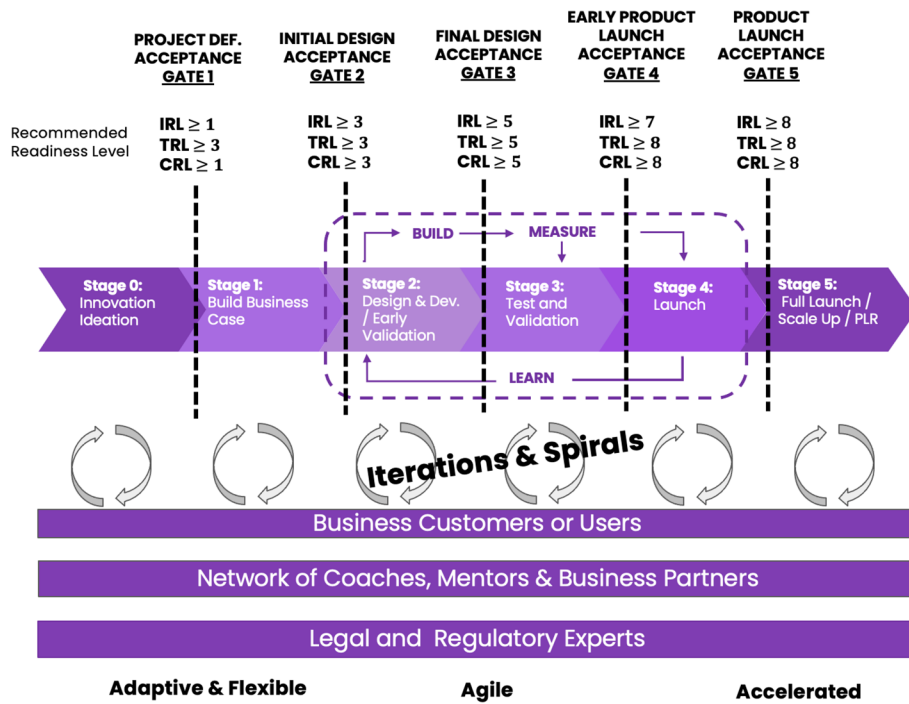 PROJECT DEF.
ACCEPTANCE
GATE 1
INITIAL DESIGN
ACCEPTANCE
GATE 2
FINAL DESIGN
ACCEPTANCE
GATE 3
EARLY PRODUCT
LAUNCH
ACCEPTANCE
GATE 4
PRODUCT
LAUNCH
ACCEPTANCE
GATE 5
Recommended
Readiness Level
IRL ≥ 1
TRL ≥ 3
CRL ≥ 1
IRL ≥ 3
TRL ≥ 3
CRL ≥ 3
IRL ≥ 5
TRL ≥ 5
CRL ≥ 5
IRL ≥ 7
TRL ≥ 8
CRL ≥ 8
IRL ≥ 8
TRL ≥ 8
CRL ≥ 8
BUILD
MEASURE
Stage 0:
Innovation
Ideation
Stage 1:
Build Business
Case
Stage 2:
Design & Dev.
/ Early
Validation
Stage 3:
Test and
Validation
Stage 4:
Launch
Stage 5:
Full Launch /
Scale Up / PLR
LEARN
Iterations & Spirals
Business Customers or Users
Network of Coaches, Mentors & Business Partners
Legal and Regulatory Experts
Adaptive & Flexible
Agile
Accelerated